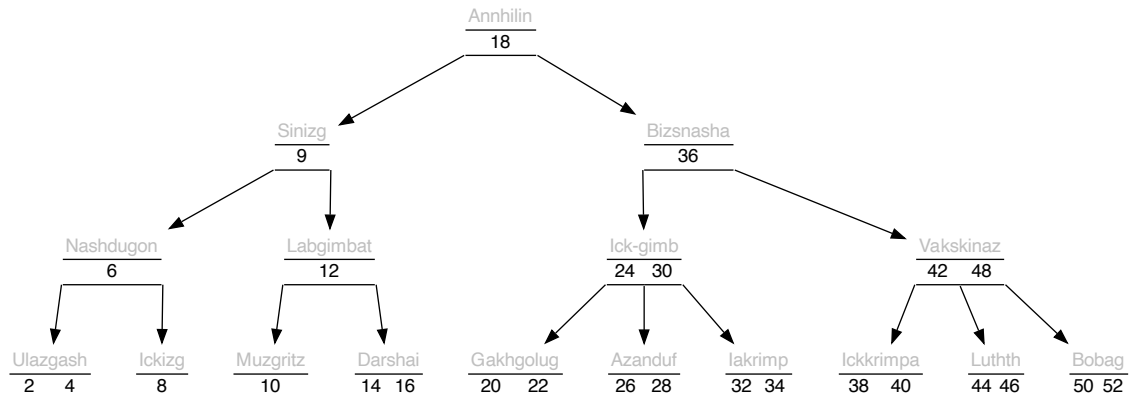 Annhilin
18
Sinizg Bizsnasha
9 36
Nashdugon Labgimbat Ick-gimb Vakskinaz
6 12 24 30 42 48
Ulazgash Ickizg Muzgritz Darshai Gakhgolug Azanduf Iakrimp Ickkrimpa Luthth Bobag
2 4 8 10 14 16 20 22 26 28 32 34 38 40 44 46 50 52